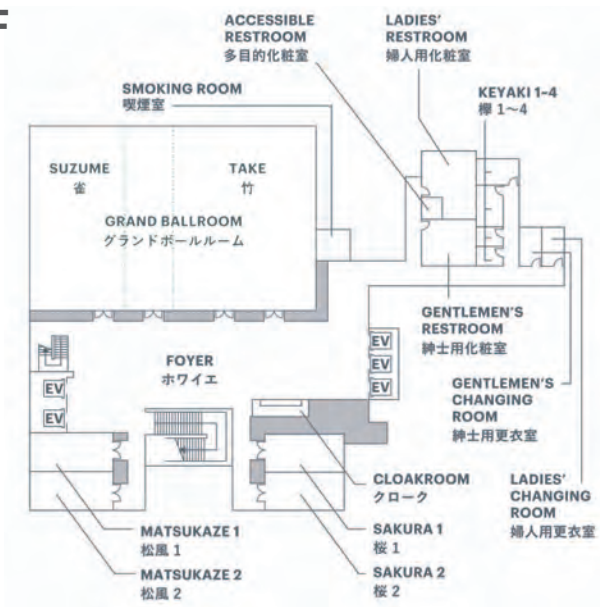 F
ACCESSIBLE
RESTROOM
多目的化粧室
LADIES'
RESTROOM
婦人用化粧室
SMOKING ROOM
喫煙室
KEYAKI 1-4
欅 1〜4
SUZUME
雀
TAKE
竹
GRAND BALLROOM
グランドボールルーム
GENTLEMEN'S
RESTROOM
紳士用化粧室
FOYER
ホワイエ
EV
EV
EV
EV
EV
GENTLEMEN'S
CHANGING
ROOM
紳士用更衣室
CLOAKROOM
クローク
LADIES'
CHANGING
ROOM
婦人用更衣室
MATSUKAZE 1
松風 1
SAKURA 1
桜 1
MATSUKAZE 2
松風 2
SAKURA 2
桜 2